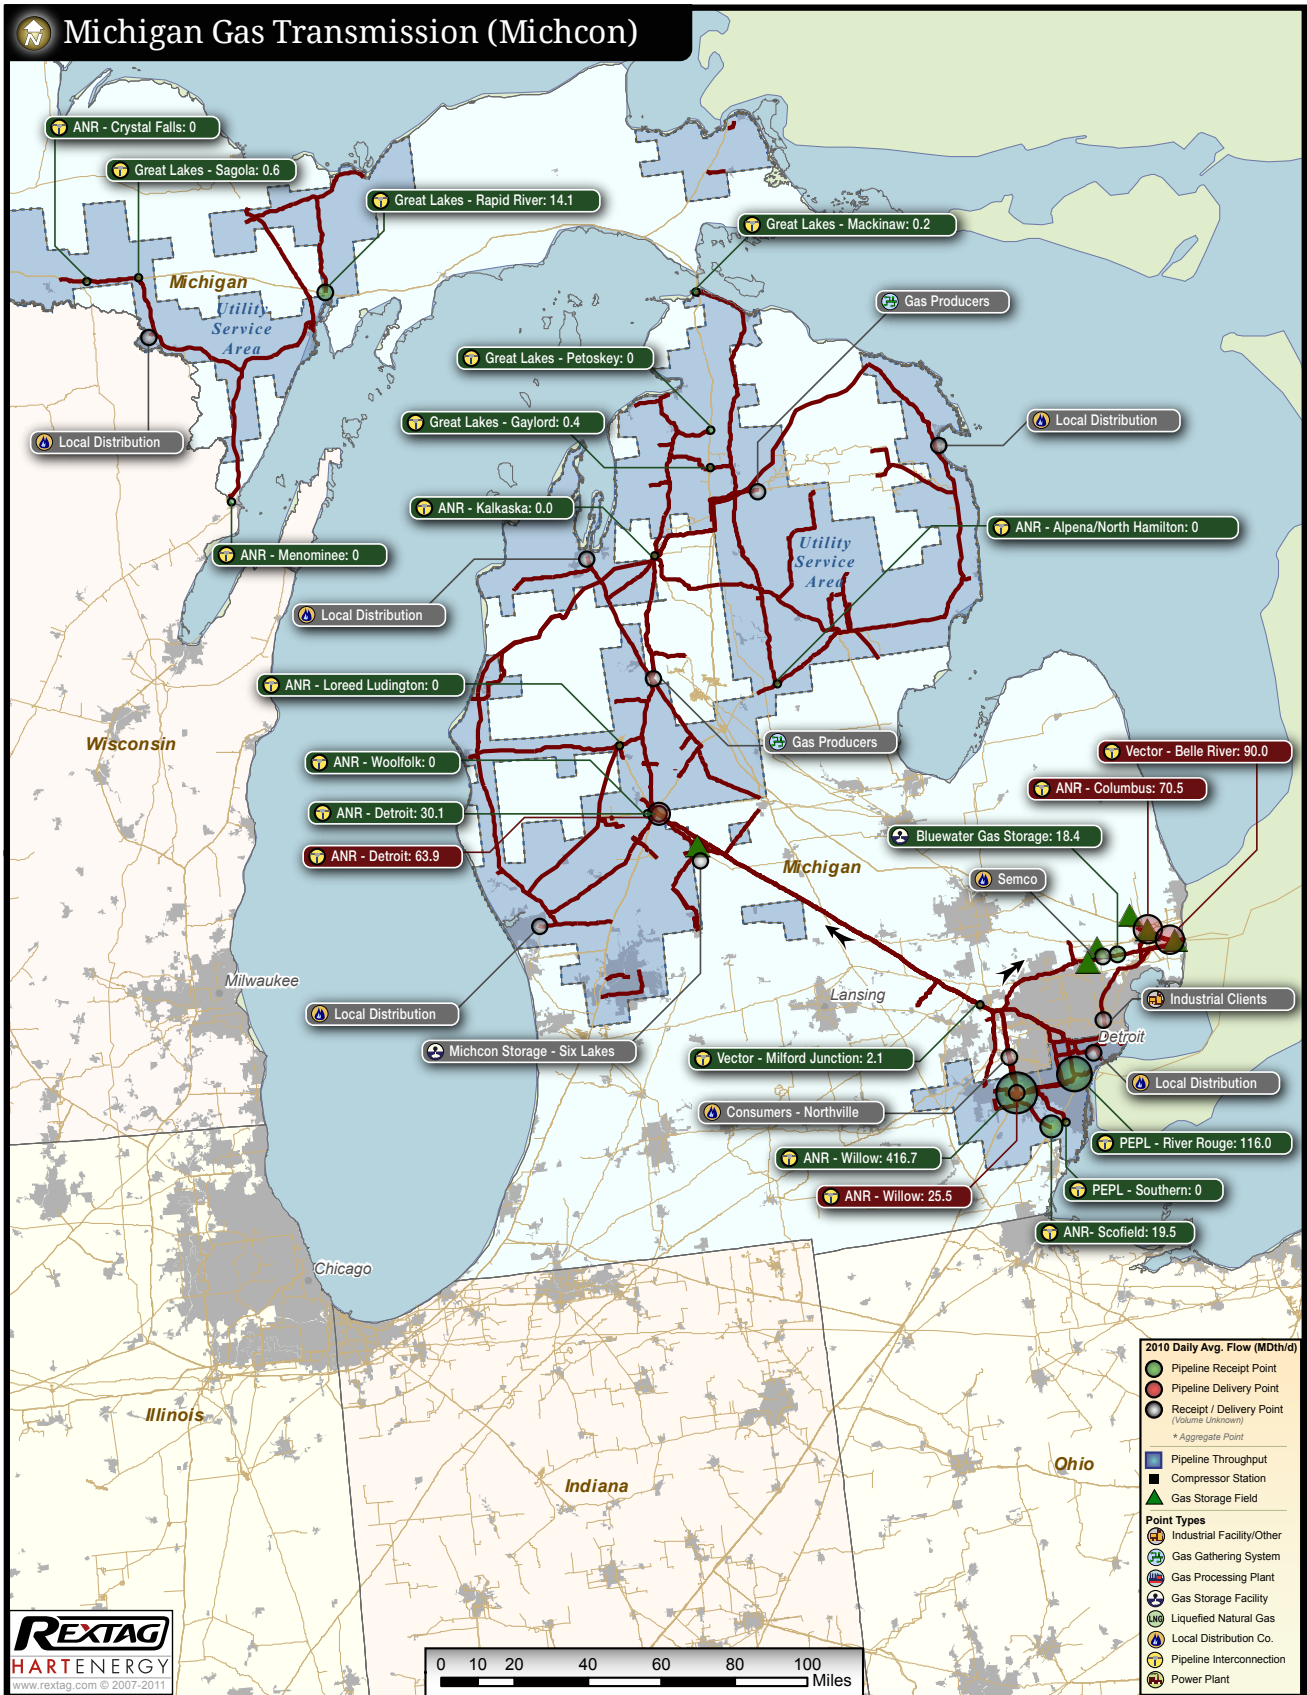 N
Michigan Gas Transmission (Michcon)
ANR - Crystal Falls: 0
Great Lakes - Sagola: 0.6
Great Lakes - Rapid River: 14.1
Great Lakes - Mackinaw: 0.2
Michigan
Gas Producers
Utility
Service
Area
Great Lakes - Petoskey: 0
Great Lakes - Gaylord: 0.4
Local Distribution
Local Distribution
ANR - Kalkaska: 0.0
ANR - Alpena/North Hamilton: 0
ANR - Menominee: 0
Utility
Service
Area
Local Distribution
ANR - Loreed Ludington: 0
Wisconsin
Gas Producers
Vector - Belle River: 90.0
ANR - Woolfolk: 0
ANR - Columbus: 70.5
ANR - Detroit: 30.1
Bluewater Gas Storage: 18.4
ANR - Detroit: 63.9
Michigan
Semco
Milwaukee
Lansing
Industrial Clients
Local Distribution
Detroit
Michcon Storage - Six Lakes
Vector - Milford Junction: 2.1
Local Distribution
Consumers - Northville
PEPL - River Rouge: 116.0
ANR - Willow: 416.7
ANR - Willow: 25.5
PEPL - Southern: 0
ANR- Scofield: 19.5
Chicago
Illinois
Indiana
Ohio
2010 Daily Avg. Flow (MDth/d)
Pipeline Receipt Point
Pipeline Delivery Point
Receipt / Delivery Point
(Volume Unknown)
* Aggregate Point
Pipeline Throughput
Compressor Station
Gas Storage Field
Point Types
Industrial Facility/Other
Gas Gathering System
Gas Processing Plant
Gas Storage Facility
LNG Liquefied Natural Gas
Local Distribution Co.
Pipeline Interconnection
Power Plant
REXTAG
HARTENERGY
www.rextag.com © 2007-2011
0 10 20 40 60 80 100
Miles